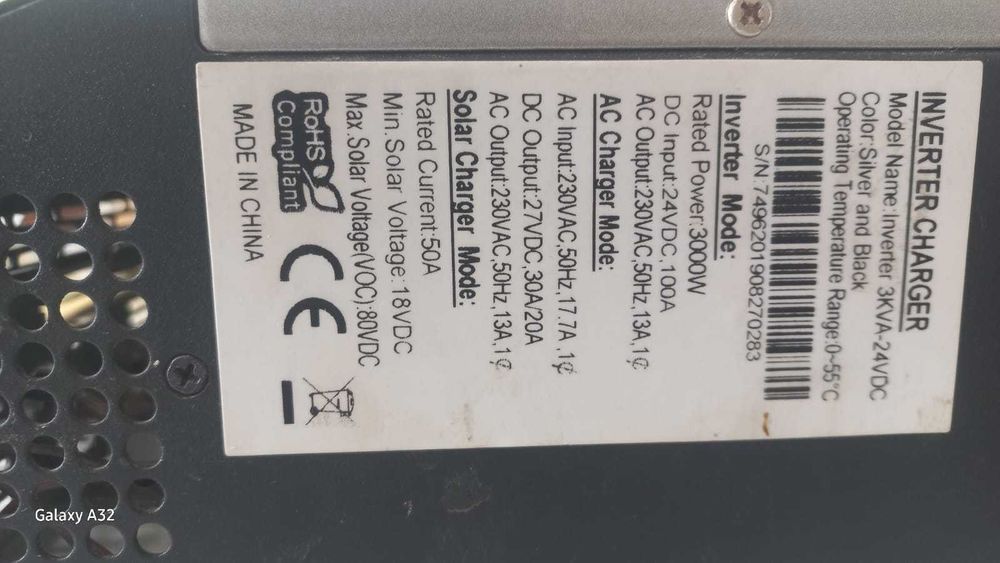 INVERTER CHARGER
Model Name:Inverter 3KVA-24VDC
Color:Silver and Black
Operating Temperature Range:0~55°C
S/N:7496201908270283
Inverter Mode:
Rated Power:3000W
DC Input:24VDC,100A
AC Output:230VAC,50Hz,13A,1¢
AC Charger Mode:
AC Input:230VAC,50Hz,17.7A ,1¢
DC Output:27VDC,30A/20A
AC Output:230VAC,50Hz,13A,1¢
Solar Charger Mode:
Rated Current:50A
Min. Solar Voltage:18VDC
Max.Solar Voltage(VOC):80VDC
RoHS
Compliant
CE
MADE IN CHINA
Galaxy A32